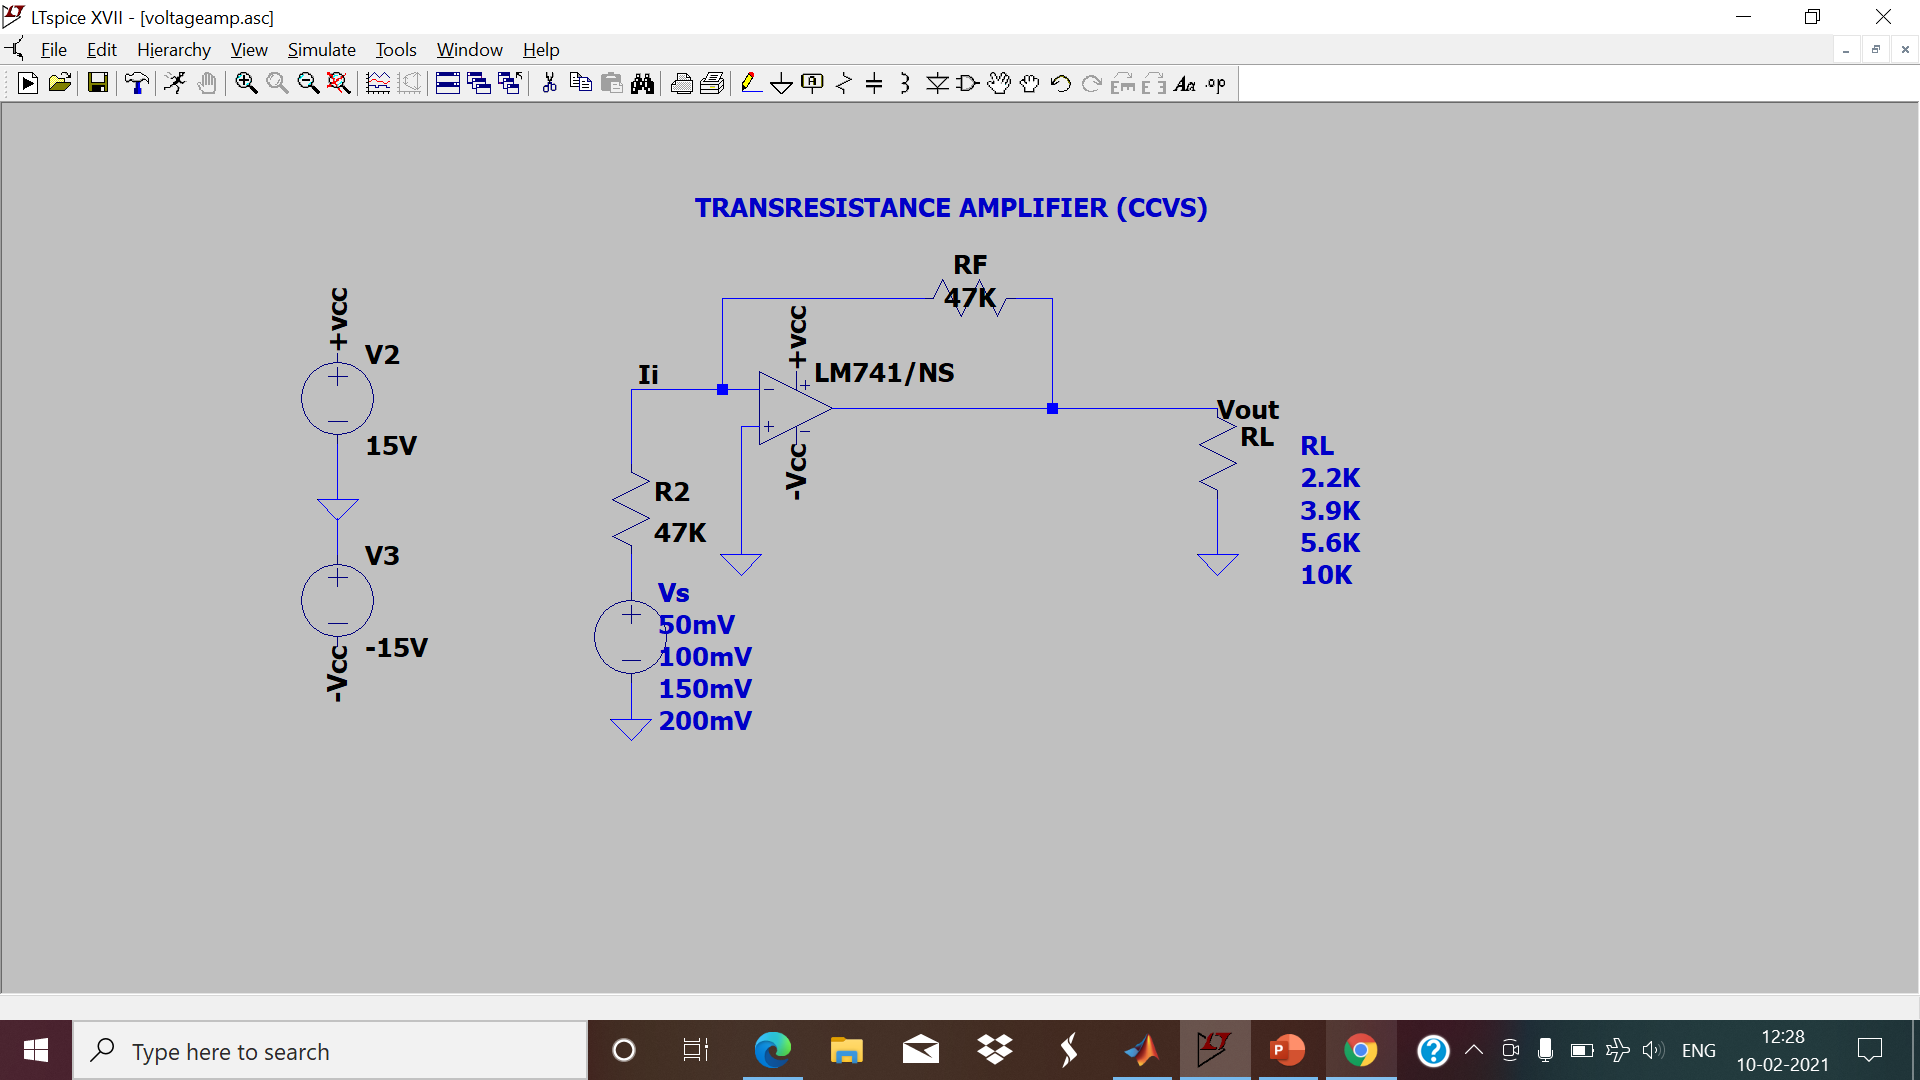 LTspice XVII - [voltageamp.asc]
File Edit Hierarchy View Simulate Tools Window Help
.op
TRANSRESISTANCE AMPLIFIER (CCVS)
RF
47K
+vcc
V2
15V
V3
-15V
-Vcc
Ii
+vcc
LM741/NS
-Vcc
R2
47K
Vs
50mV
100mV
150mV
200mV
Vout
RL
RL
2.2K
3.9K
5.6K
10K
Type here to search
ENG
12:28
10-02-2021